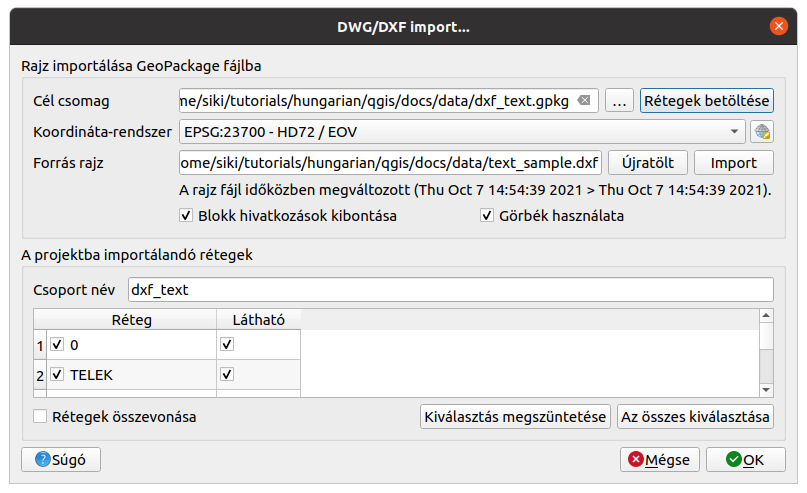 DWG/DXF import...
Rajz importálása GeoPackage fájlba
Cél csomag ne/siki/tutorials/hungarian/qgis/docs/data/dxf_text.gpkg ... Rétegek betöltése
Koordináta-rendszer EPSG:23700 - HD72 / EOV
Forrás rajz ome/siki/tutorials/hungarian/qgis/docs/data/text_sample.dxf Újratölt Import
A rajz fájl időközben megváltozott (Thu Oct 7 14:54:39 2021 > Thu Oct 7 14:54:39 2021).
Blokk hivatkozások kibontása Görbék használata
A projektba importálandó rétegek
Csoport név dxf_text
Réteg Látható
1 0
2 TELEK
Rétegek összevonása Kiválasztás megszüntetése Az összes kiválasztása
Súgó Mégse OK